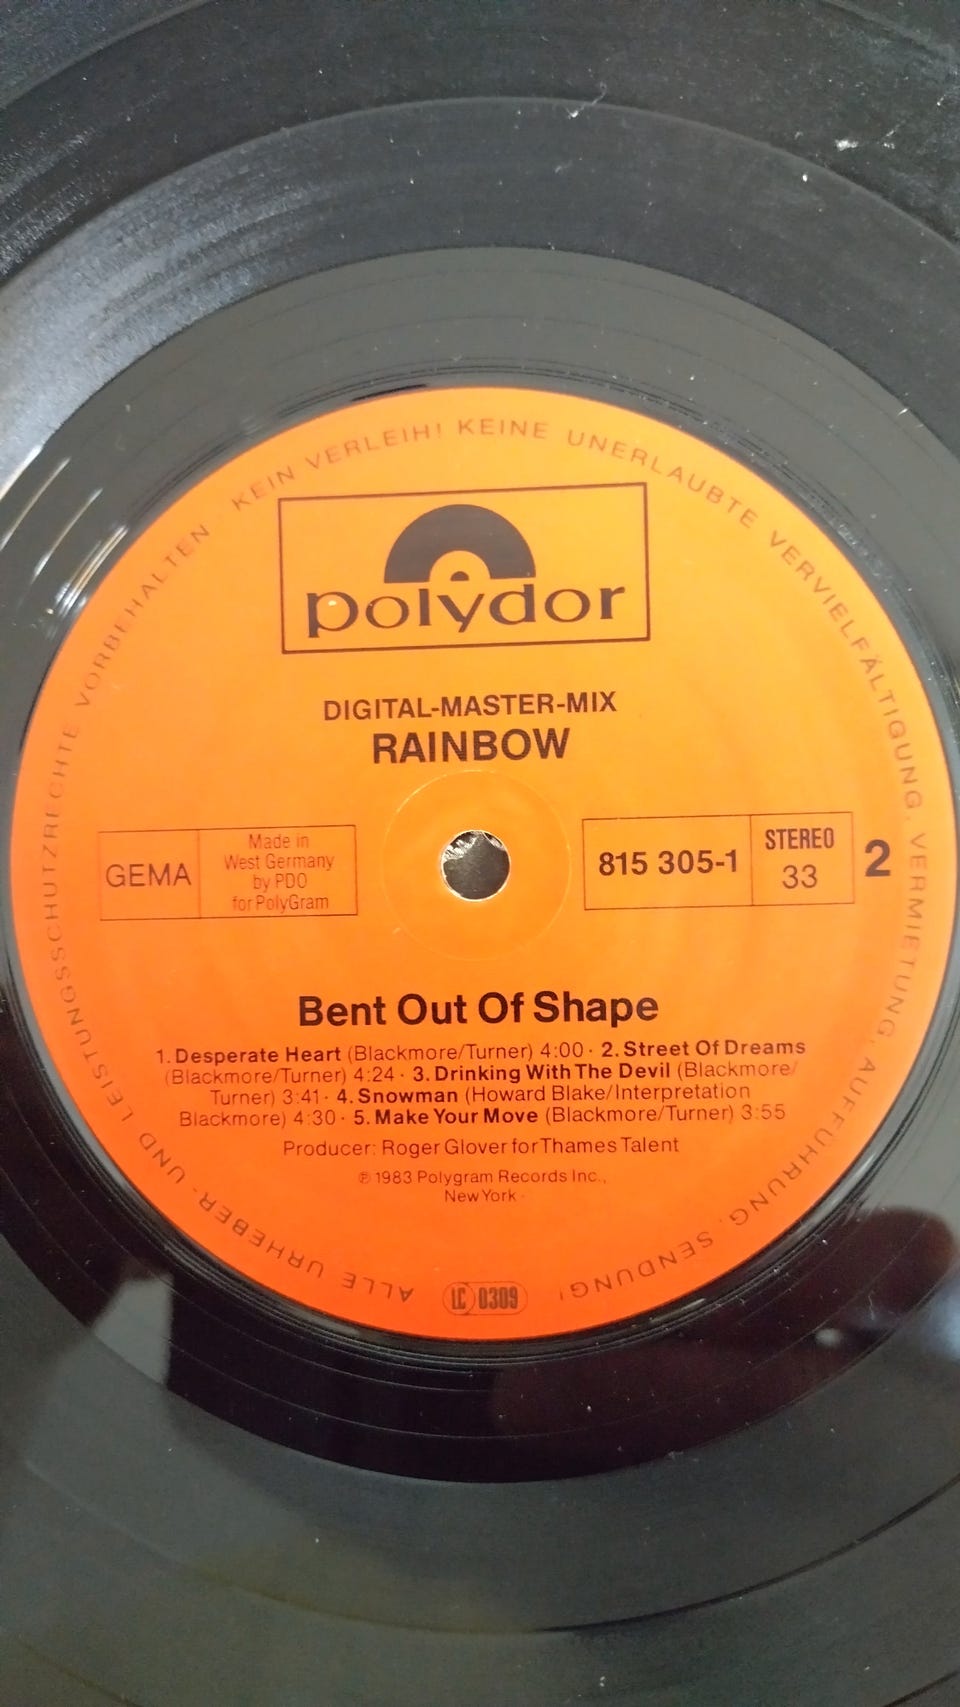 ALLE URHEBER- UND LEISTUNGSSCHUTZRECHTE VORBEHALTEN · KEIN VERLEIH! KEINE UNERLAUBTE VERVIELFÄLTIGUNG, VERMIETUNG, AUFFÜHRUNG, SENDUNG!
polydor
DIGITAL-MASTER-MIX
RAINBOW
GEMA
Made in
West Germany
by PDO
for PolyGram
815 305-1
STEREO
33
2
Bent Out Of Shape
1. Desperate Heart (Blackmore/Turner) 4:00 · 2. Street Of Dreams
(Blackmore/Turner) 4:24 · 3. Drinking With The Devil (Blackmore/
Turner) 3:41 · 4. Snowman (Howard Blake/Interpretation
Blackmore) 4:30 · 5. Make Your Move (Blackmore/Turner) 3:55
Producer: Roger Glover for Thames Talent
℗ 1983 Polygram Records Inc.,
New York
LC 0309